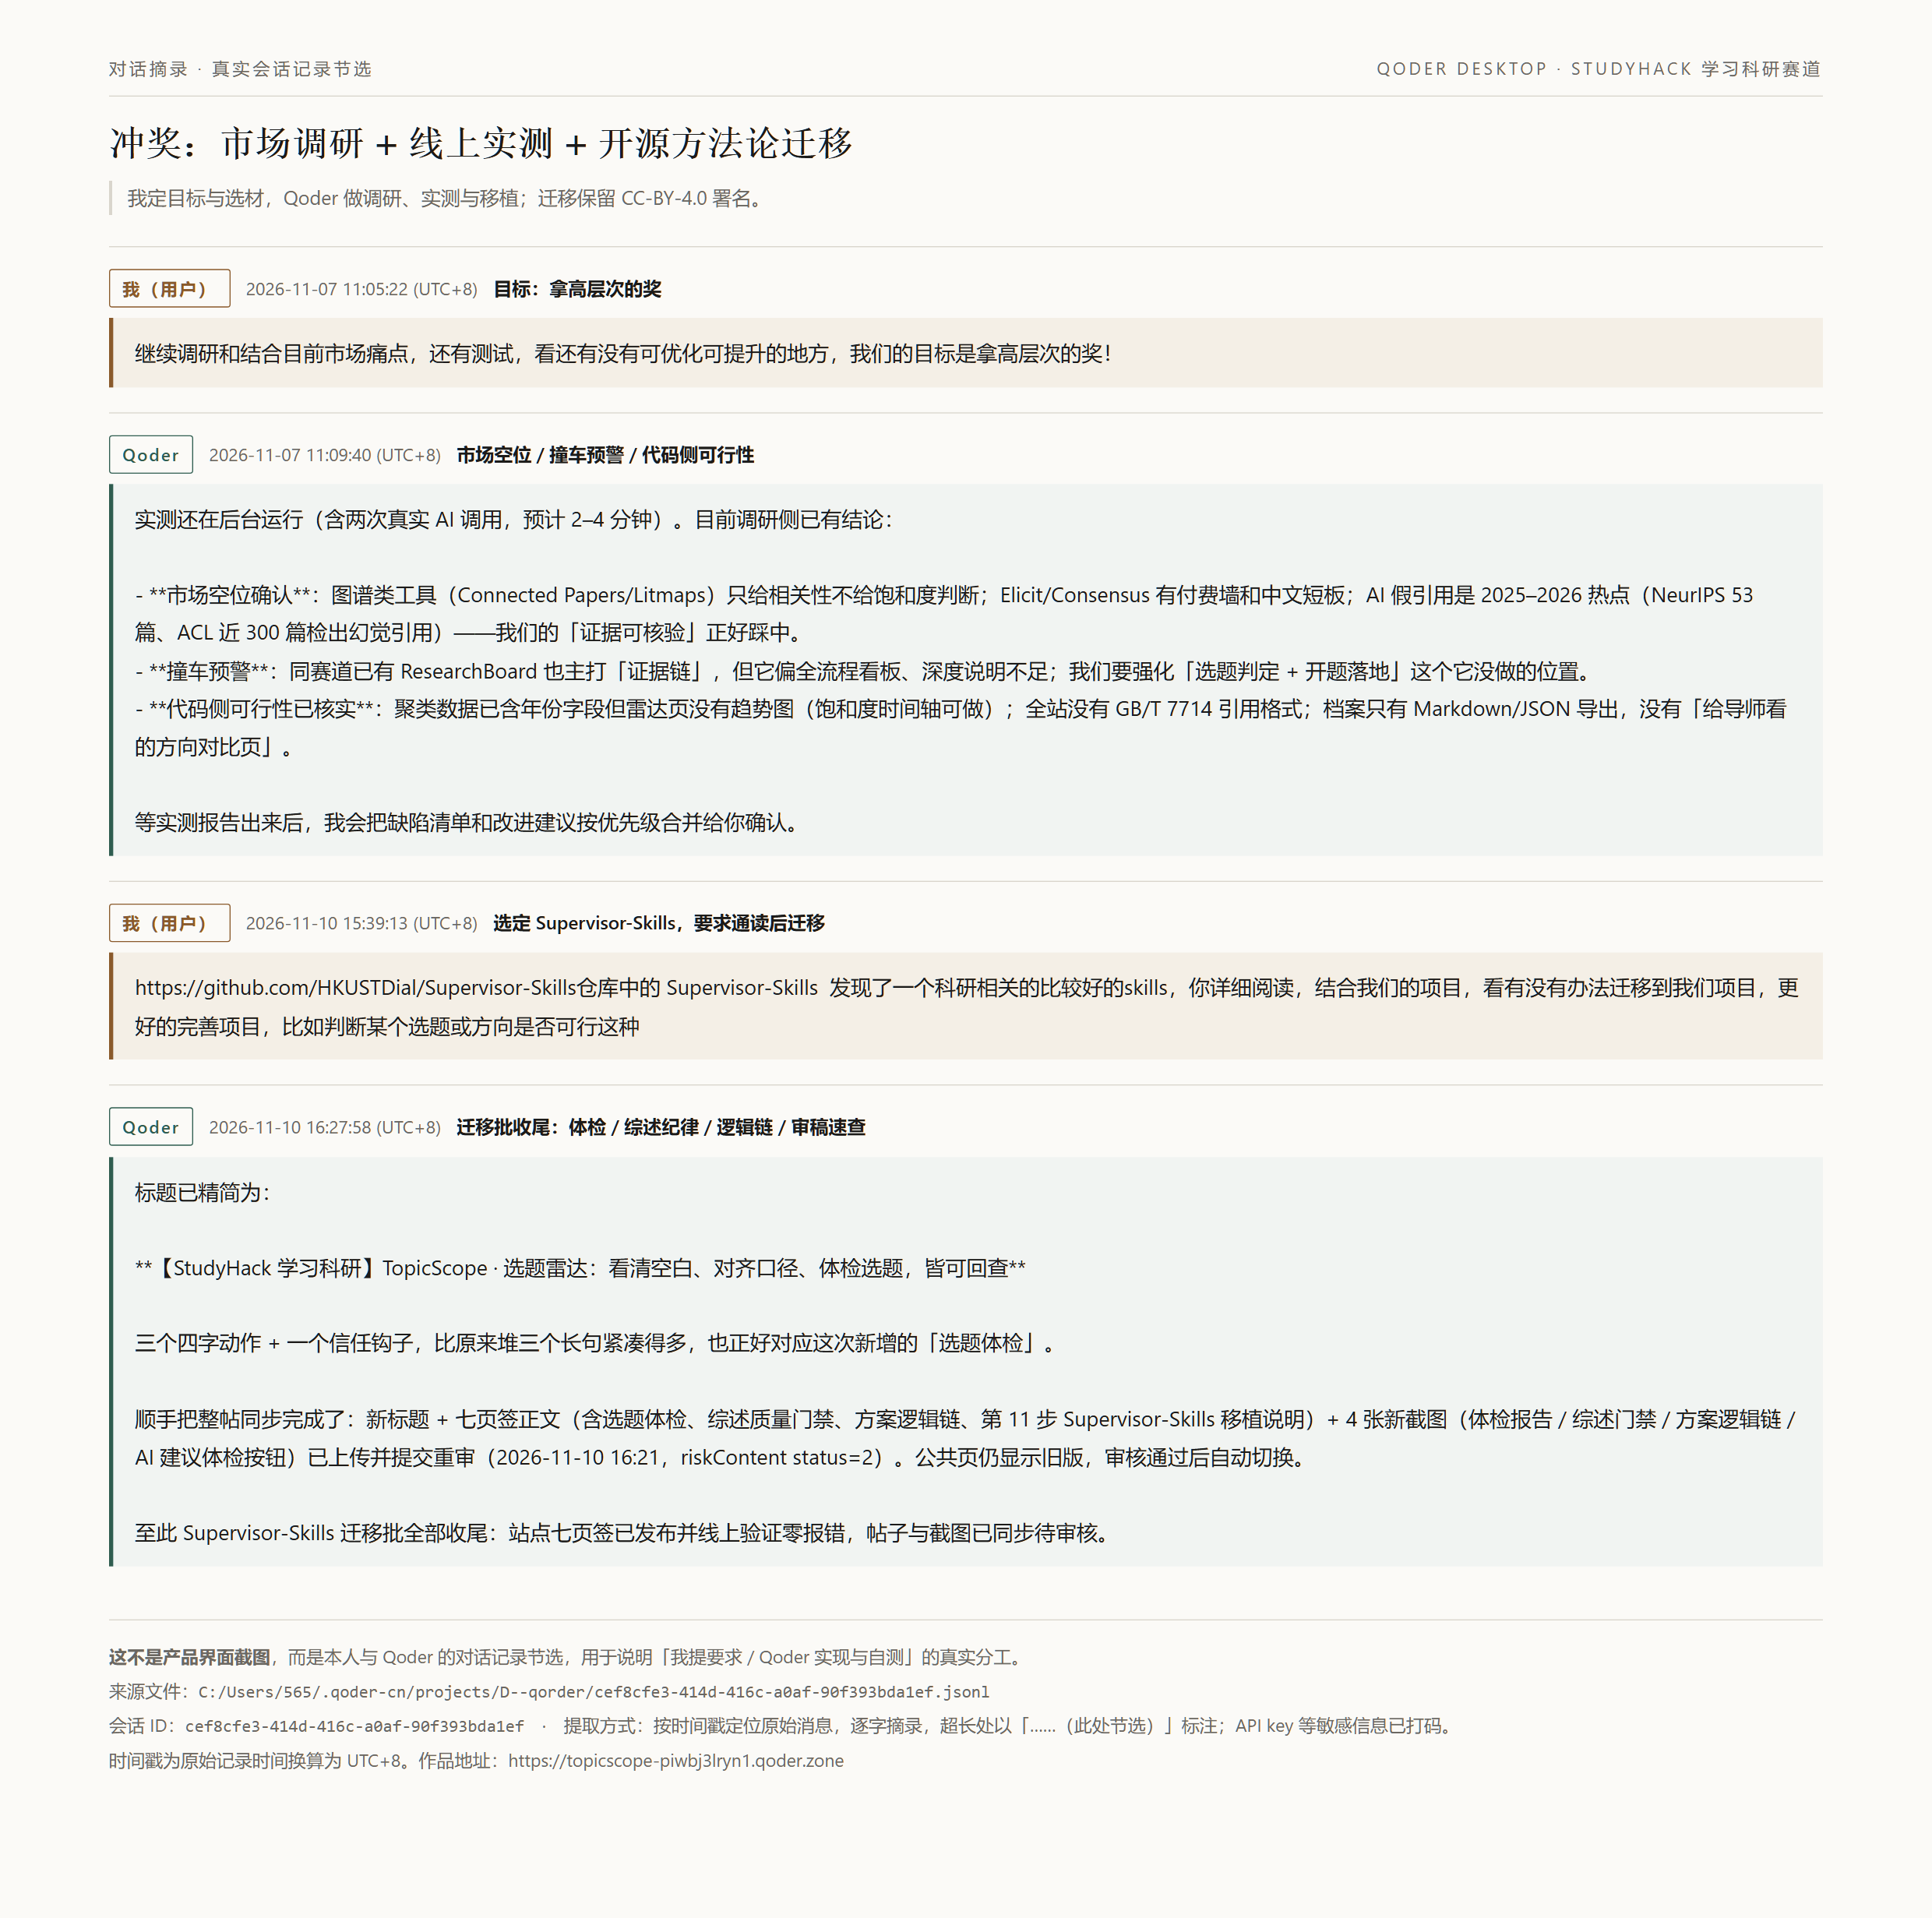 对话摘录 · 真实会话记录节选
QODER DESKTOP · STUDYHACK 学习科研赛道
冲奖：市场调研 + 线上实测 + 开源方法论迁移
我定目标与选材，Qoder 做调研、实测与移植；迁移保留 CC-BY-4.0 署名。
我（用户） 2026-11-07 11:05:22 (UTC+8) 目标：拿高层次的奖
继续调研和结合目前市场痛点，还有测试，看还有没有可优化可提升的地方，我们的目标是拿高层次的奖！
Qoder 2026-11-07 11:09:40 (UTC+8) 市场空位 / 撞车预警 / 代码侧可行性
实测还在后台运行（含两次真实 AI 调用，预计 2–4 分钟）。目前调研侧已有结论：
- **市场空位确认**：图谱类工具（Connected Papers/Litmaps）只给相关性不给饱和度判断；Elicit/Consensus 有付费墙和中文短板；AI 假引用是 2025–2026 热点（NeurIPS 53
篇、ACL 近 300 篇检出幻觉引用）——我们的「证据可核验」正好踩中。
- **撞车预警**：同赛道已有 ResearchBoard 也主打「证据链」，但它偏全流程看板、深度说明不足；我们要强化「选题判定 + 开题落地」这个它没做的位置。
- **代码侧可行性已核实**：聚类数据已含年份字段但雷达页没有趋势图（饱和度时间轴可做）；全站没有 GB/T 7714 引用格式；档案只有 Markdown/JSON 导出，没有「给导师看
的方向对比页」。
等实测报告出来后，我会把缺陷清单和改进建议按优先级合并给你确认。
我（用户） 2026-11-10 15:39:13 (UTC+8) 选定 Supervisor-Skills，要求通读后迁移
https://github.com/HKUSTDial/Supervisor-Skills仓库中的 Supervisor-Skills  发现了一个科研相关的比较好的skills，你详细阅读，结合我们的项目，看有没有办法迁移到我们项目，更
好的完善项目，比如判断某个选题或方向是否可行这种
Qoder 2026-11-10 16:27:58 (UTC+8) 迁移批收尾：体检 / 综述纪律 / 逻辑链 / 审稿速查
标题已精简为：
**【StudyHack 学习科研】TopicScope · 选题雷达：看清空白、对齐口径、体检选题，皆可回查**
三个四字动作 + 一个信任钩子，比原来堆三个长句紧凑得多，也正好对应这次新增的「选题体检」。
顺手把整帖同步完成了：新标题 + 七页签正文（含选题体检、综述质量门禁、方案逻辑链、第 11 步 Supervisor-Skills 移植说明）+ 4 张新截图（体检报告 / 综述门禁 / 方案逻辑链 /
AI 建议体检按钮）已上传并提交重审（2026-11-10 16:21，riskContent status=2）。公共页仍显示旧版，审核通过后自动切换。
至此 Supervisor-Skills 迁移批全部收尾：站点七页签已发布并线上验证零报错，帖子与截图已同步待审核。
这不是产品界面截图，而是本人与 Qoder 的对话记录节选，用于说明「我提要求 / Qoder 实现与自测」的真实分工。
来源文件：C:/Users/565/.qoder-cn/projects/D--qorder/cef8cfe3-414d-416c-a0af-90f393bda1ef.jsonl
会话 ID：cef8cfe3-414d-416c-a0af-90f393bda1ef · 提取方式：按时间戳定位原始消息，逐字摘录，超长处以「……（此处节选）」标注；API key 等敏感信息已打码。
时间戳为原始记录时间换算为 UTC+8。作品地址：https://topicscope-piwbj3lryn1.qoder.zone